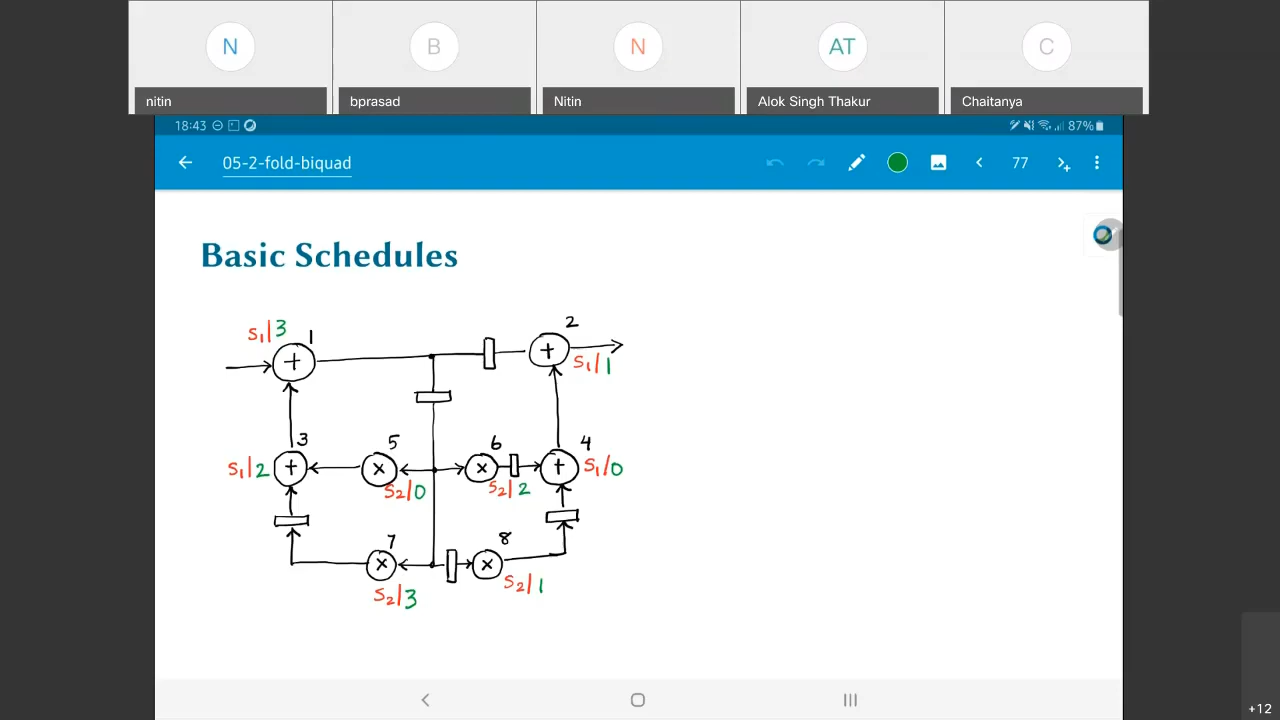 N B N AT C
nitin bprasad Nitin Alok Singh Thakur Chaitanya
18:43 87%
05-2-fold-biquad 77
Basic Schedules
S1|3 1 2
+ + S1/1
3 5 6 4
S1|2 + × × + S1/0
S2/0 S2/2
7 8
× ×
S2/3 S2/1
+12